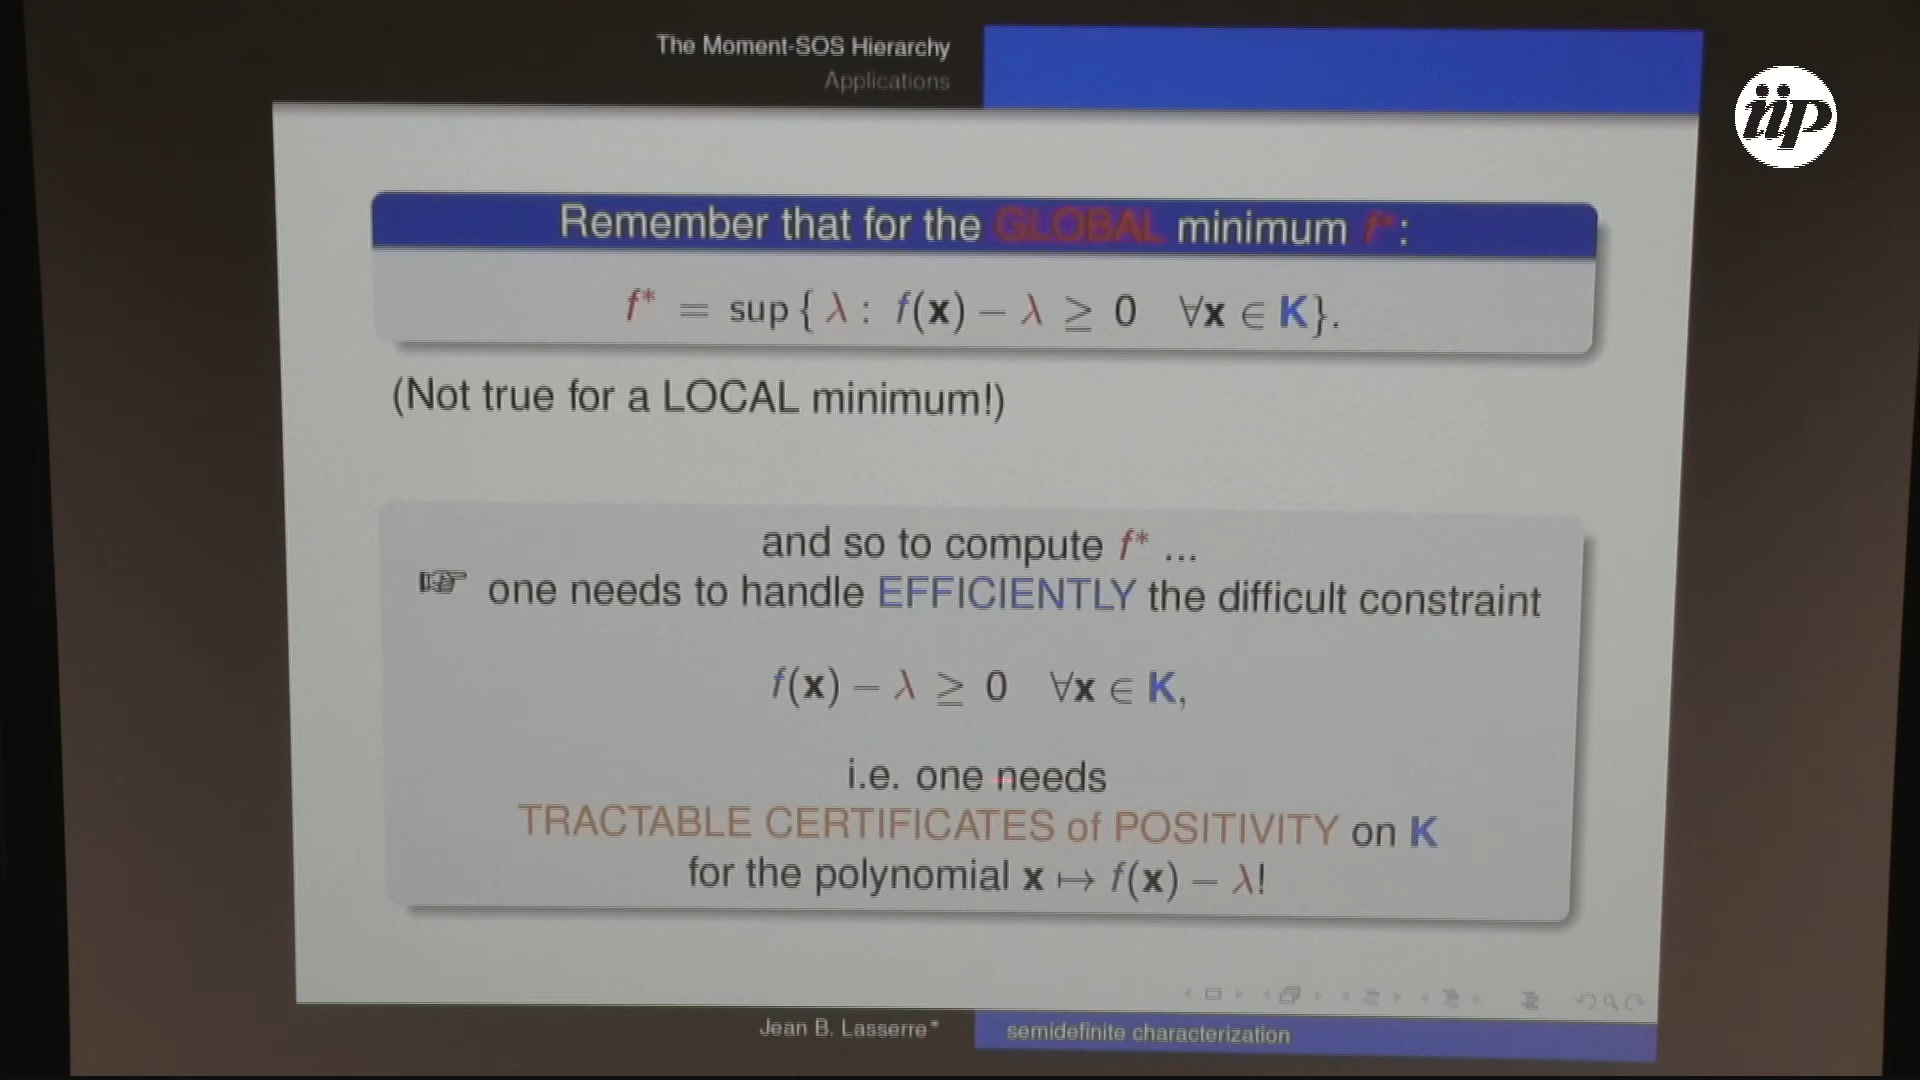 The Moment-SOS Hierarchy
Applications
iip
Remember that for the GLOBAL minimum f* :
f* = sup { λ : f(x) − λ ≥ 0 ∀x ∈ K}.
(Not true for a LOCAL minimum!)
and so to compute f* ...
☞ one needs to handle EFFICIENTLY the difficult constraint
f(x) − λ ≥ 0 ∀x ∈ K,
i.e. one needs
TRACTABLE CERTIFICATES of POSITIVITY on K
for the polynomial x ↦ f(x) − λ!
Jean B. Lasserre*
semidefinite characterization